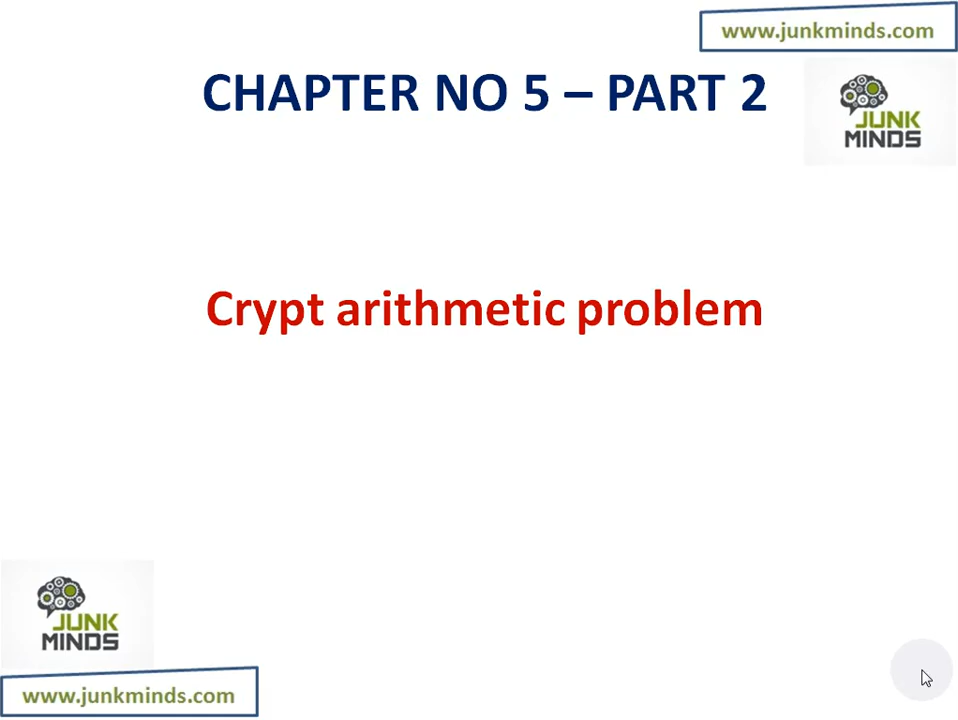 www.junkminds.com
CHAPTER NO 5 – PART 2
JUNK
MINDS
Crypt arithmetic problem
JUNK
MINDS
www.junkminds.com